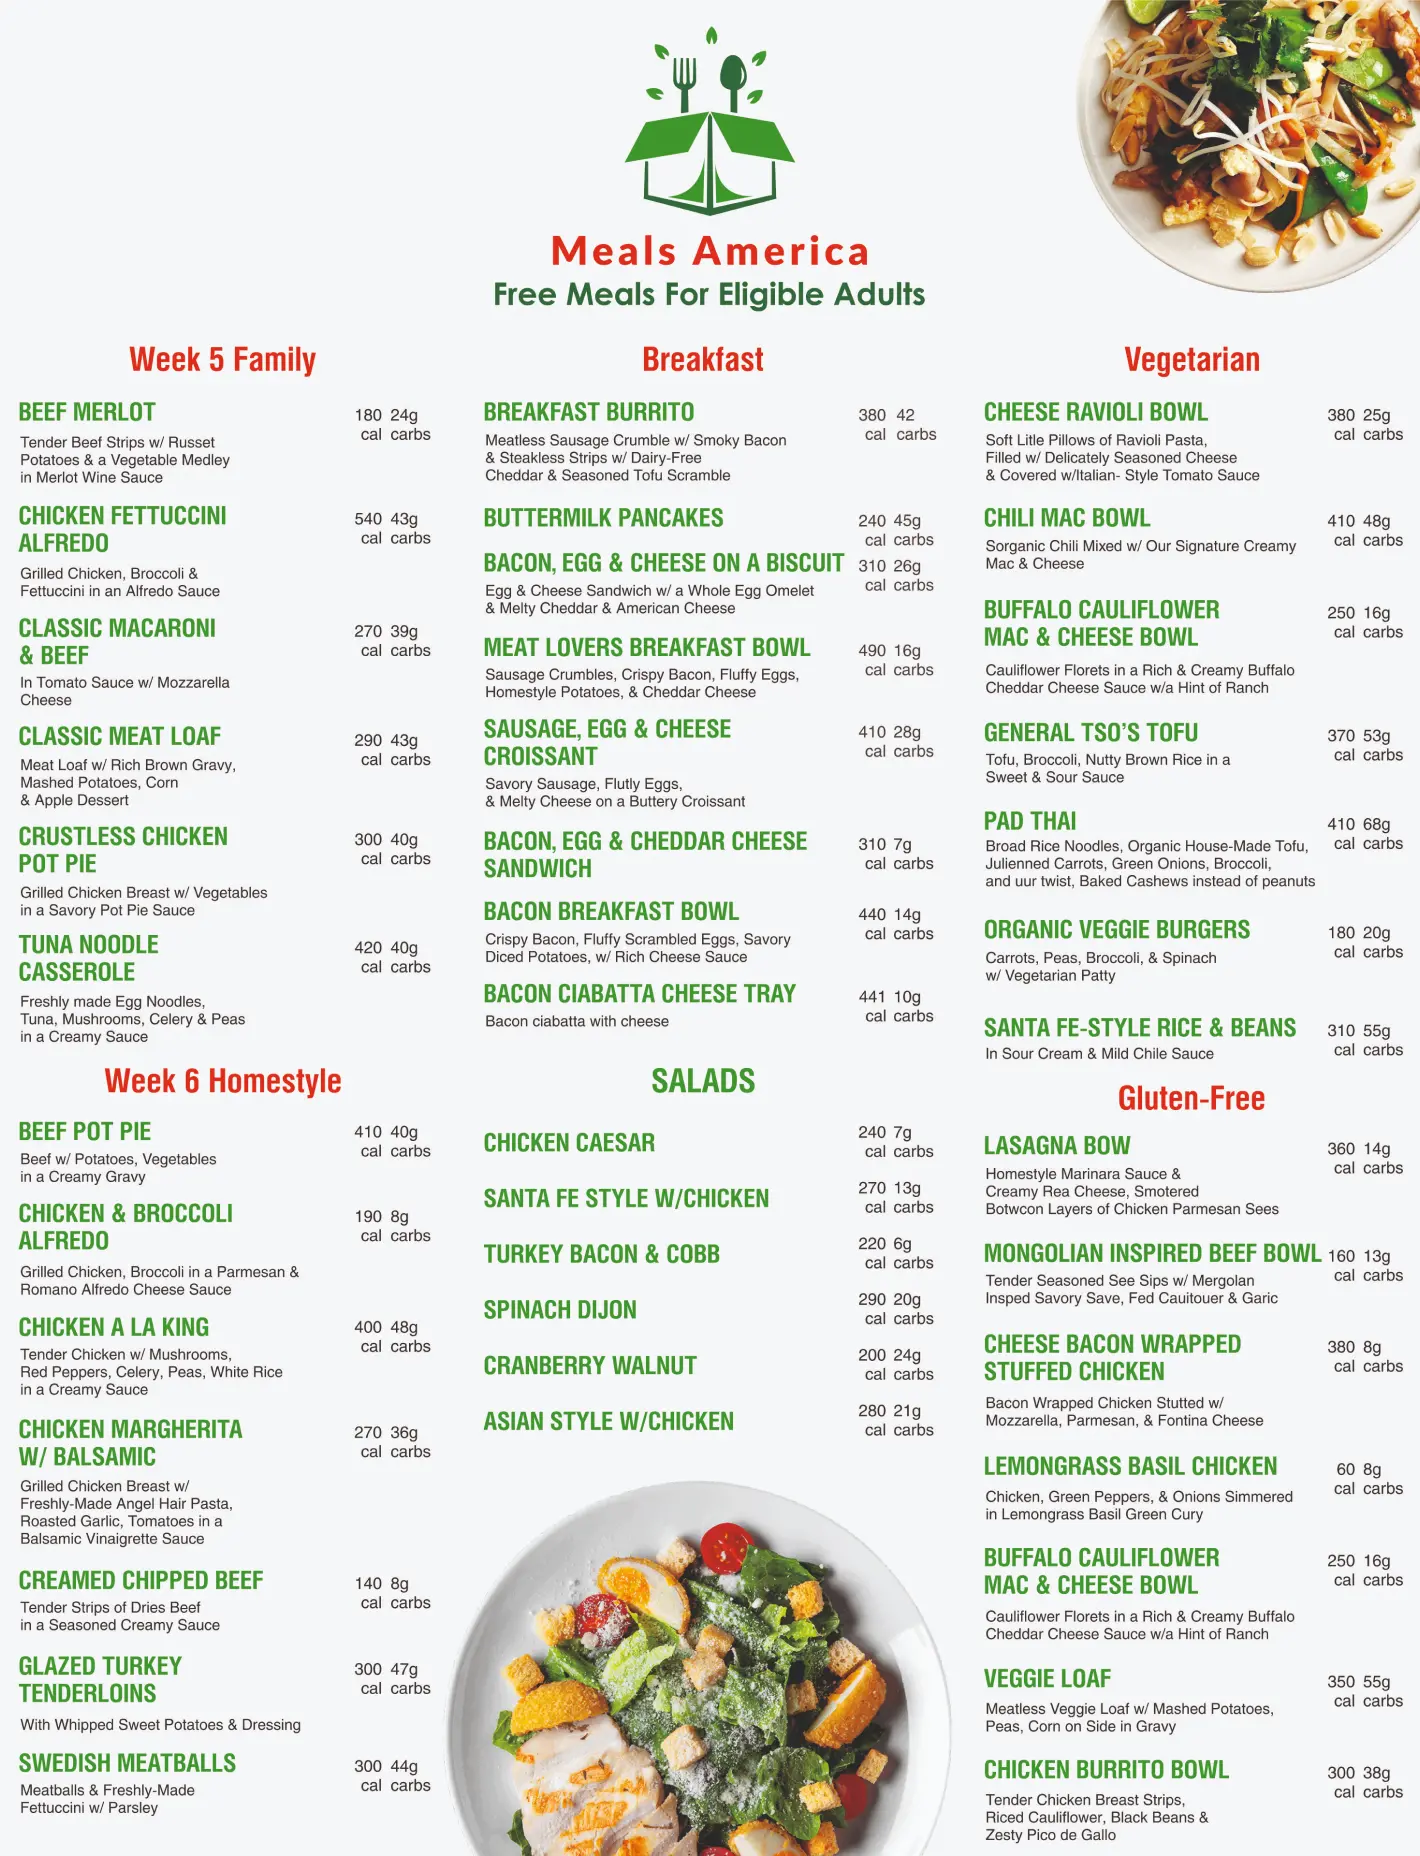 Meals America
Free Meals For Eligible Adults
Week 5 Family
BEEF MERLOT
180 24g
cal carbs
Tender Beef Strips w/ Russet
Potatoes & a Vegetable Medley
in Merlot Wine Sauce
CHICKEN FETTUCCINI
ALFREDO
540 43g
cal carbs
Grilled Chicken, Broccoli &
Fettuccini in an Alfredo Sauce
CLASSIC MACARONI
& BEEF
270 39g
cal carbs
In Tomato Sauce w/ Mozzarella
Cheese
CLASSIC MEAT LOAF
290 43g
cal carbs
Meat Loaf w/ Rich Brown Gravy,
Mashed Potatoes, Corn
& Apple Dessert
CRUSTLESS CHICKEN
POT PIE
300 40g
cal carbs
Grilled Chicken Breast w/ Vegetables
in a Savory Pot Pie Sauce
TUNA NOODLE
CASSEROLE
420 40g
cal carbs
Freshly made Egg Noodles,
Tuna, Mushrooms, Celery & Peas
in a Creamy Sauce
Week 6 Homestyle
BEEF POT PIE
410 40g
cal carbs
Beef w/ Potatoes, Vegetables
in a Creamy Gravy
CHICKEN & BROCCOLI
ALFREDO
190 8g
cal carbs
Grilled Chicken, Broccoli in a Parmesan &
Romano Alfredo Cheese Sauce
CHICKEN A LA KING
400 48g
cal carbs
Tender Chicken w/ Mushrooms,
Red Peppers, Celery, Peas, White Rice
in a Creamy Sauce
CHICKEN MARGHERITA
W/ BALSAMIC
270 36g
cal carbs
Grilled Chicken Breast w/
Freshly-Made Angel Hair Pasta,
Roasted Garlic, Tomatoes in a
Balsamic Vinaigrette Sauce
CREAMED CHIPPED BEEF
140 8g
cal carbs
Tender Strips of Dries Beef
in a Seasoned Creamy Sauce
GLAZED TURKEY
TENDERLOINS
300 47g
cal carbs
With Whipped Sweet Potatoes & Dressing
SWEDISH MEATBALLS
300 44g
cal carbs
Meatballs & Freshly-Made
Fettuccini w/ Parsley
Breakfast
BREAKFAST BURRITO
380 42
cal carbs
Meatless Sausage Crumble w/ Smoky Bacon
& Steakless Strips w/ Dairy-Free
Cheddar & Seasoned Tofu Scramble
BUTTERMILK PANCAKES
240 45g
cal carbs
BACON, EGG & CHEESE ON A BISCUIT
310 26g
cal carbs
Egg & Cheese Sandwich w/ a Whole Egg Omelet
& Melty Cheddar & American Cheese
MEAT LOVERS BREAKFAST BOWL
490 16g
cal carbs
Sausage Crumbles, Crispy Bacon, Fluffy Eggs,
Homestyle Potatoes, & Cheddar Cheese
SAUSAGE, EGG & CHEESE
CROISSANT
410 28g
cal carbs
Savory Sausage, Flutly Eggs,
& Melty Cheese on a Buttery Croissant
BACON, EGG & CHEDDAR CHEESE
SANDWICH
310 7g
cal carbs
BACON BREAKFAST BOWL
440 14g
cal carbs
Crispy Bacon, Fluffy Scrambled Eggs, Savory
Diced Potatoes, w/ Rich Cheese Sauce
BACON CIABATTA CHEESE TRAY
441 10g
cal carbs
Bacon ciabatta with cheese
SALADS
CHICKEN CAESAR
240 7g
cal carbs
SANTA FE STYLE W/CHICKEN
270 13g
cal carbs
TURKEY BACON & COBB
220 6g
cal carbs
SPINACH DIJON
290 20g
cal carbs
CRANBERRY WALNUT
200 24g
cal carbs
ASIAN STYLE W/CHICKEN
280 21g
cal carbs
Vegetarian
CHEESE RAVIOLI BOWL
380 25g
cal carbs
Soft Litle Pillows of Ravioli Pasta,
Filled w/ Delicately Seasoned Cheese
& Covered w/Italian- Style Tomato Sauce
CHILI MAC BOWL
410 48g
cal carbs
Sorganic Chili Mixed w/ Our Signature Creamy
Mac & Cheese
BUFFALO CAULIFLOWER
MAC & CHEESE BOWL
250 16g
cal carbs
Cauliflower Florets in a Rich & Creamy Buffalo
Cheddar Cheese Sauce w/a Hint of Ranch
GENERAL TSO'S TOFU
370 53g
cal carbs
Tofu, Broccoli, Nutty Brown Rice in a
Sweet & Sour Sauce
PAD THAI
410 68g
cal carbs
Broad Rice Noodles, Organic House-Made Tofu,
Julienned Carrots, Green Onions, Broccoli,
and uur twist, Baked Cashews instead of peanuts
ORGANIC VEGGIE BURGERS
180 20g
cal carbs
Carrots, Peas, Broccoli, & Spinach
w/ Vegetarian Patty
SANTA FE-STYLE RICE & BEANS
310 55g
cal carbs
In Sour Cream & Mild Chile Sauce
Gluten-Free
LASAGNA BOW
360 14g
cal carbs
Homestyle Marinara Sauce &
Creamy Rea Cheese, Smotered
Botwcon Layers of Chicken Parmesan Sees
MONGOLIAN INSPIRED BEEF BOWL
160 13g
cal carbs
Tender Seasoned See Sips w/ Mergolan
Insped Savory Save, Fed Cauitouer & Garic
CHEESE BACON WRAPPED
STUFFED CHICKEN
380 8g
cal carbs
Bacon Wrapped Chicken Stutted w/
Mozzarella, Parmesan, & Fontina Cheese
LEMONGRASS BASIL CHICKEN
60 8g
cal carbs
Chicken, Green Peppers, & Onions Simmered
in Lemongrass Basil Green Cury
BUFFALO CAULIFLOWER
MAC & CHEESE BOWL
250 16g
cal carbs
Cauliflower Florets in a Rich & Creamy Buffalo
Cheddar Cheese Sauce w/a Hint of Ranch
VEGGIE LOAF
350 55g
cal carbs
Meatless Veggie Loaf w/ Mashed Potatoes,
Peas, Corn on Side in Gravy
CHICKEN BURRITO BOWL
300 38g
cal carbs
Tender Chicken Breast Strips,
Riced Cauliflower, Black Beans &
Zesty Pico de Gallo